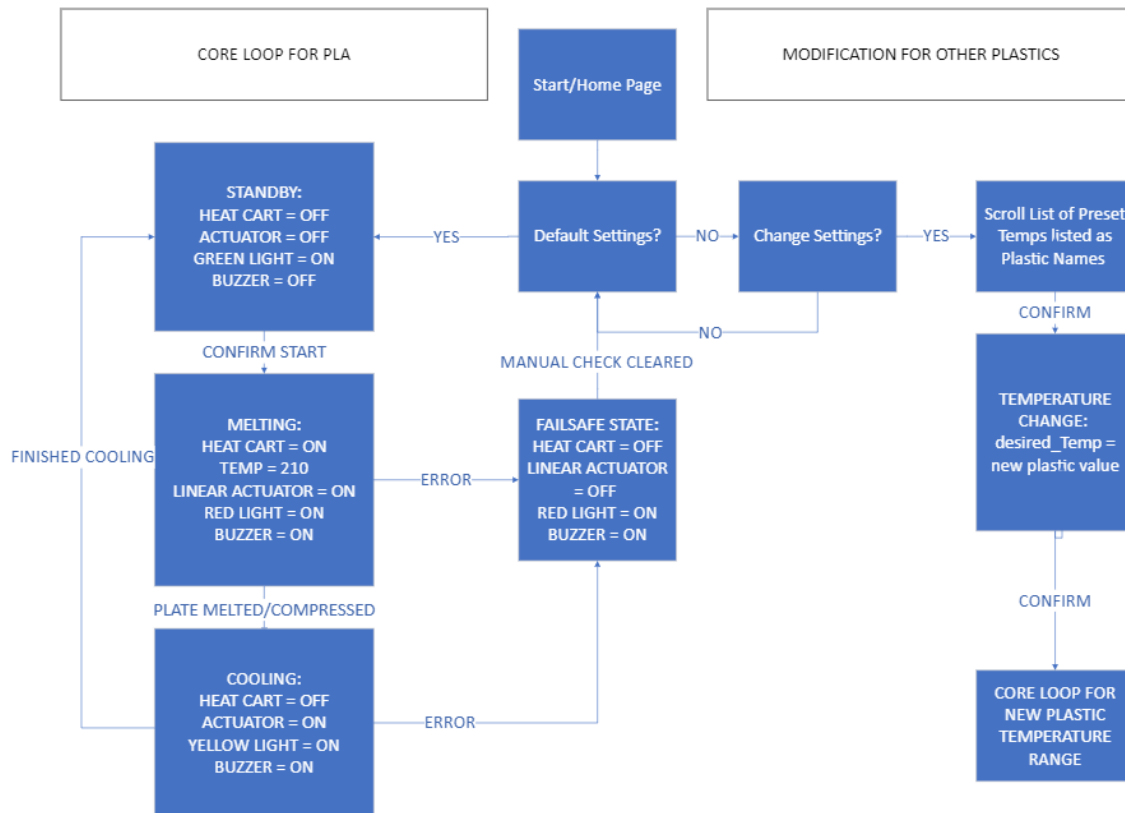 CORE LOOP FOR PLA
MODIFICATION FOR OTHER PLASTICS
Start/Home Page
STANDBY:
HEAT CART = OFF
ACTUATOR = OFF
GREEN LIGHT = ON
BUZZER = OFF
YES
Default Settings?
NO
Change Settings?
YES
Scroll List of Preset
Temps listed as
Plastic Names
NO
CONFIRM
CONFIRM START
MANUAL CHECK CLEARED
MELTING:
HEAT CART = ON
TEMP = 210
LINEAR ACTUATOR = ON
RED LIGHT = ON
BUZZER = ON
ERROR
FAILSAFE STATE:
HEAT CART = OFF
LINEAR ACTUATOR
= OFF
RED LIGHT = ON
BUZZER = ON
TEMPERATURE
CHANGE:
desired_Temp =
new plastic value
FINISHED COOLING
PLATE MELTED/COMPRESSED
CONFIRM
COOLING:
HEAT CART = OFF
ACTUATOR = ON
YELLOW LIGHT = ON
BUZZER = ON
ERROR
CORE LOOP FOR
NEW PLASTIC
TEMPERATURE
RANGE